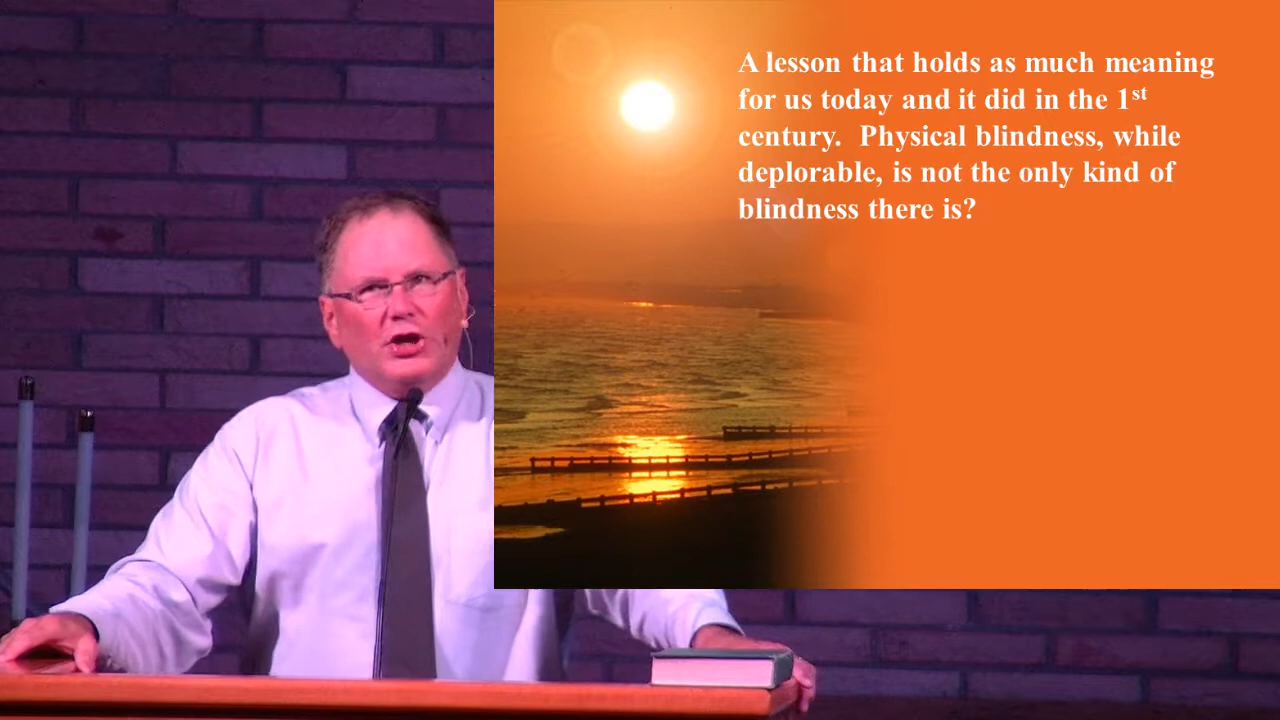 A lesson that holds as much meaning
for us today and it did in the 1st
century.  Physical blindness, while
deplorable, is not the only kind of
blindness there is?